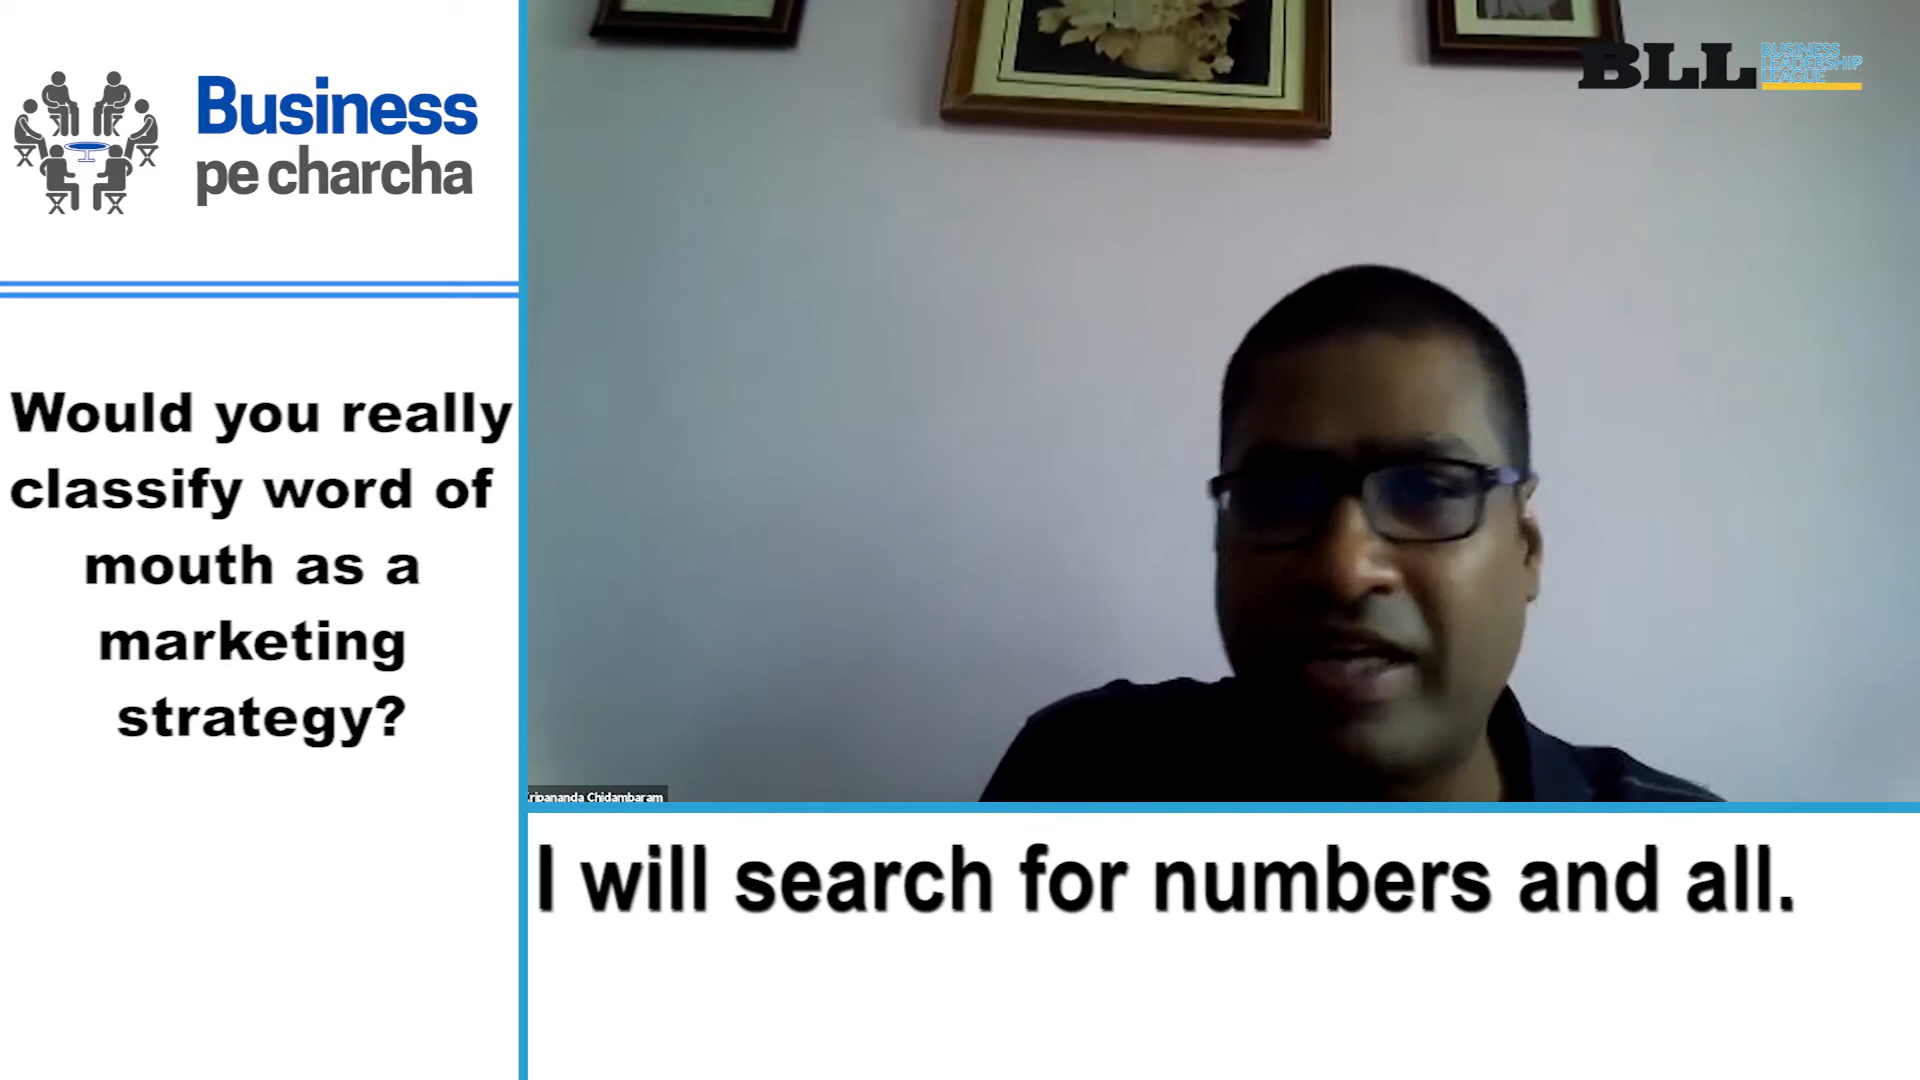 Business
pe charcha
Would you really
classify word of
mouth as a
marketing
strategy?
BLL
BUSINESS
LEADERSHIP
LEAGUE
Chidambaram
I will search for numbers and all.